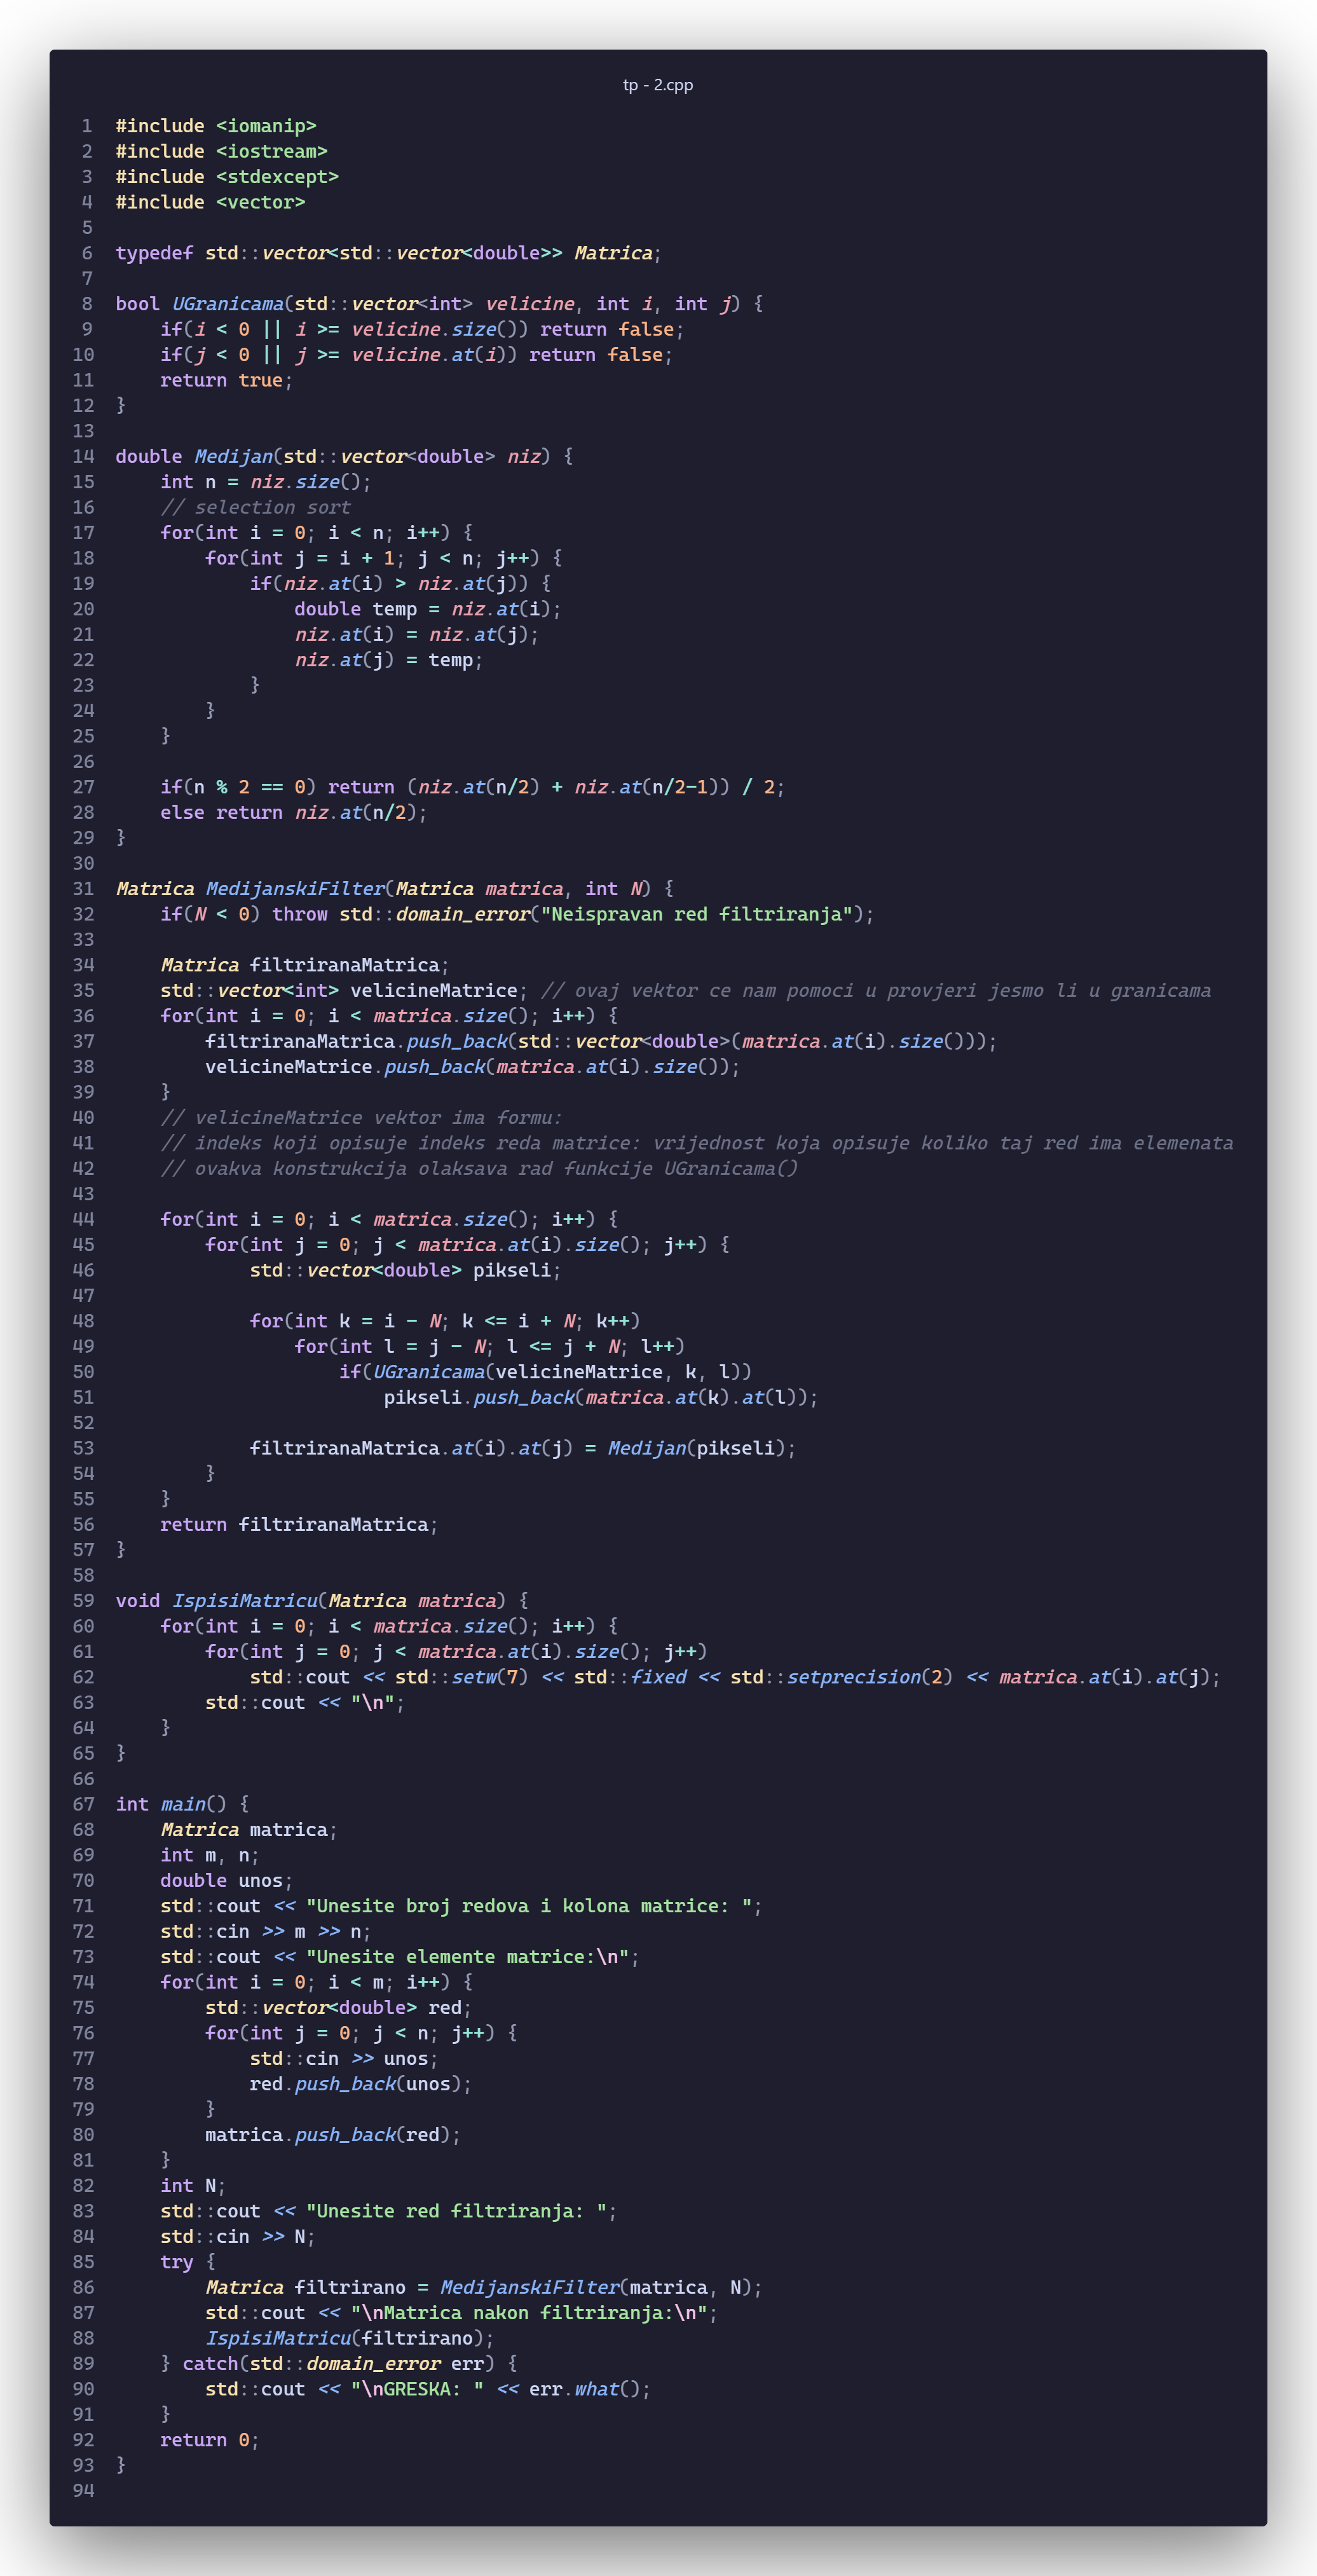 tp - 2.cpp
1 #include <iomanip>
2 #include <iostream>
3 #include <stdexcept>
4 #include <vector>
5
6 typedef std::vector<std::vector<double>> Matrica;
7
8 bool UGranicama(std::vector<int> velicine, int i, int j) {
9     if(i < 0 || i >= velicine.size()) return false;
10     if(j < 0 || j >= velicine.at(i)) return false;
11     return true;
12 }
13
14 double Medijan(std::vector<double> niz) {
15     int n = niz.size();
16     // selection sort
17     for(int i = 0; i < n; i++) {
18         for(int j = i + 1; j < n; j++) {
19             if(niz.at(i) > niz.at(j)) {
20                 double temp = niz.at(i);
21                 niz.at(i) = niz.at(j);
22                 niz.at(j) = temp;
23             }
24         }
25     }
26
27     if(n % 2 == 0) return (niz.at(n/2) + niz.at(n/2-1)) / 2;
28     else return niz.at(n/2);
29 }
30
31 Matrica MedijanskiFilter(Matrica matrica, int N) {
32     if(N < 0) throw std::domain_error("Neispravan red filtriranja");
33
34     Matrica filtriranaMatrica;
35     std::vector<int> velicineMatrice; // ovaj vektor ce nam pomoci u provjeri jesmo li u granicama
36     for(int i = 0; i < matrica.size(); i++) {
37         filtriranaMatrica.push_back(std::vector<double>(matrica.at(i).size()));
38         velicineMatrice.push_back(matrica.at(i).size());
39     }
40     // velicineMatrice vektor ima formu:
41     // indeks koji opisuje indeks reda matrice: vrijednost koja opisuje koliko taj red ima elemenata
42     // ovakva konstrukcija olaksava rad funkcije UGranicama()
43
44     for(int i = 0; i < matrica.size(); i++) {
45         for(int j = 0; j < matrica.at(i).size(); j++) {
46             std::vector<double> pikseli;
47
48             for(int k = i - N; k <= i + N; k++)
49                 for(int l = j - N; l <= j + N; l++)
50                     if(UGranicama(velicineMatrice, k, l))
51                         pikseli.push_back(matrica.at(k).at(l));
52
53             filtriranaMatrica.at(i).at(j) = Medijan(pikseli);
54         }
55     }
56     return filtriranaMatrica;
57 }
58
59 void IspisiMatricu(Matrica matrica) {
60     for(int i = 0; i < matrica.size(); i++) {
61         for(int j = 0; j < matrica.at(i).size(); j++)
62             std::cout << std::setw(7) << std::fixed << std::setprecision(2) << matrica.at(i).at(j);
63         std::cout << "\n";
64     }
65 }
66
67 int main() {
68     Matrica matrica;
69     int m, n;
70     double unos;
71     std::cout << "Unesite broj redova i kolona matrice: ";
72     std::cin >> m >> n;
73     std::cout << "Unesite elemente matrice:\n";
74     for(int i = 0; i < m; i++) {
75         std::vector<double> red;
76         for(int j = 0; j < n; j++) {
77             std::cin >> unos;
78             red.push_back(unos);
79         }
80         matrica.push_back(red);
81     }
82     int N;
83     std::cout << "Unesite red filtriranja: ";
84     std::cin >> N;
85     try {
86         Matrica filtrirano = MedijanskiFilter(matrica, N);
87         std::cout << "\nMatrica nakon filtriranja:\n";
88         IspisiMatricu(filtrirano);
89     } catch(std::domain_error err) {
90         std::cout << "\nGRESKA: " << err.what();
91     }
92     return 0;
93 }
94